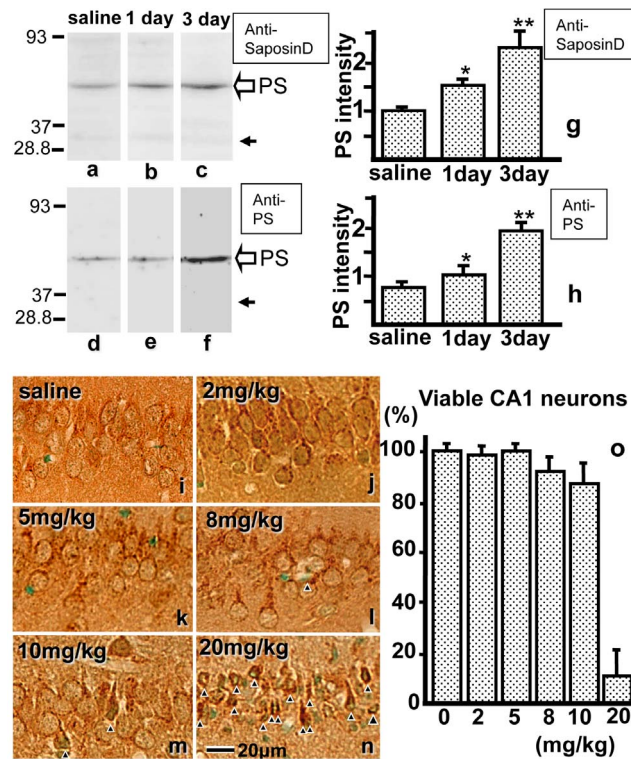 saline 1 day 3 day
Anti-
SaposinD
93
PS
37
28.8
a b c
Anti-
PS
93
PS
37
28.8
d e f
Anti-
SaposinD
PS intensity
2
1
* **
saline 1day 3day
g
Anti-
PS
PS intensity
2
1
* **
saline 1day 3day
h
saline
i
2mg/kg
j
5mg/kg
k
8mg/kg
l
10mg/kg
m
20mg/kg
20µm
n
Viable CA1 neurons
(%)
o
100
80
60
40
20
0 2 5 8 10 20
(mg/kg)